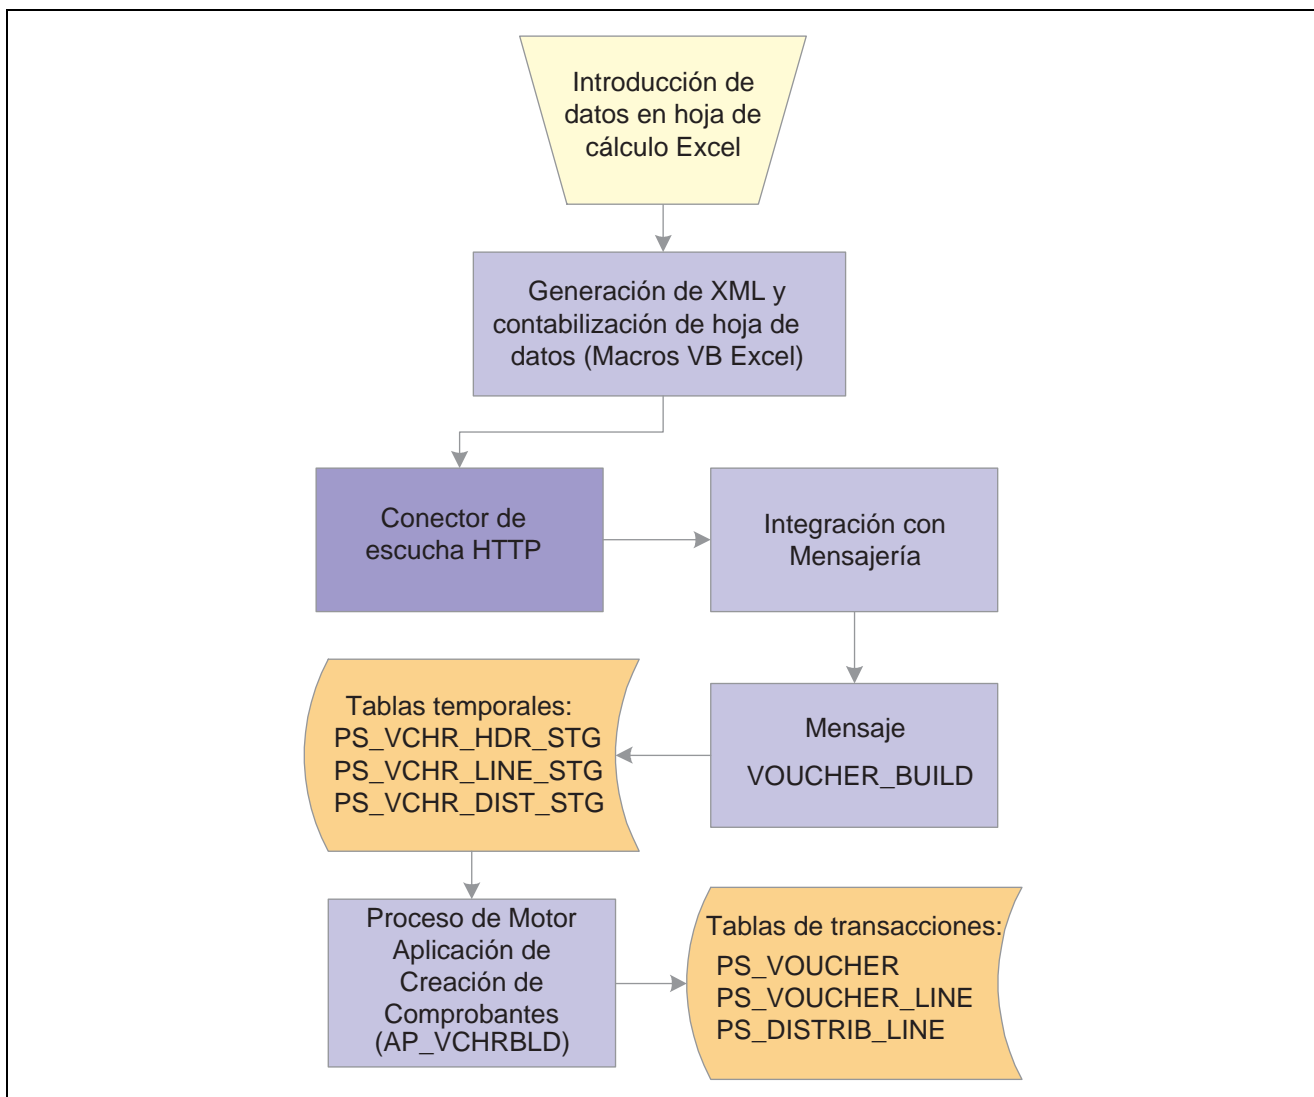 Introducción de
datos en hoja de
cálculo Excel
Generación de XML y
contabilización de hoja de
datos (Macros VB Excel)
Conector de
escucha HTTP
Integración con
Mensajería
Mensaje
VOUCHER_BUILD
Tablas temporales:
PS_VCHR_HDR_STG
PS_VCHR_LINE_STG
PS_VCHR_DIST_STG
Proceso de Motor
Aplicación de
Creación de
Comprobantes
(AP_VCHRBLD)
Tablas de transacciones:
PS_VOUCHER
PS_VOUCHER_LINE
PS_DISTRIB_LINE